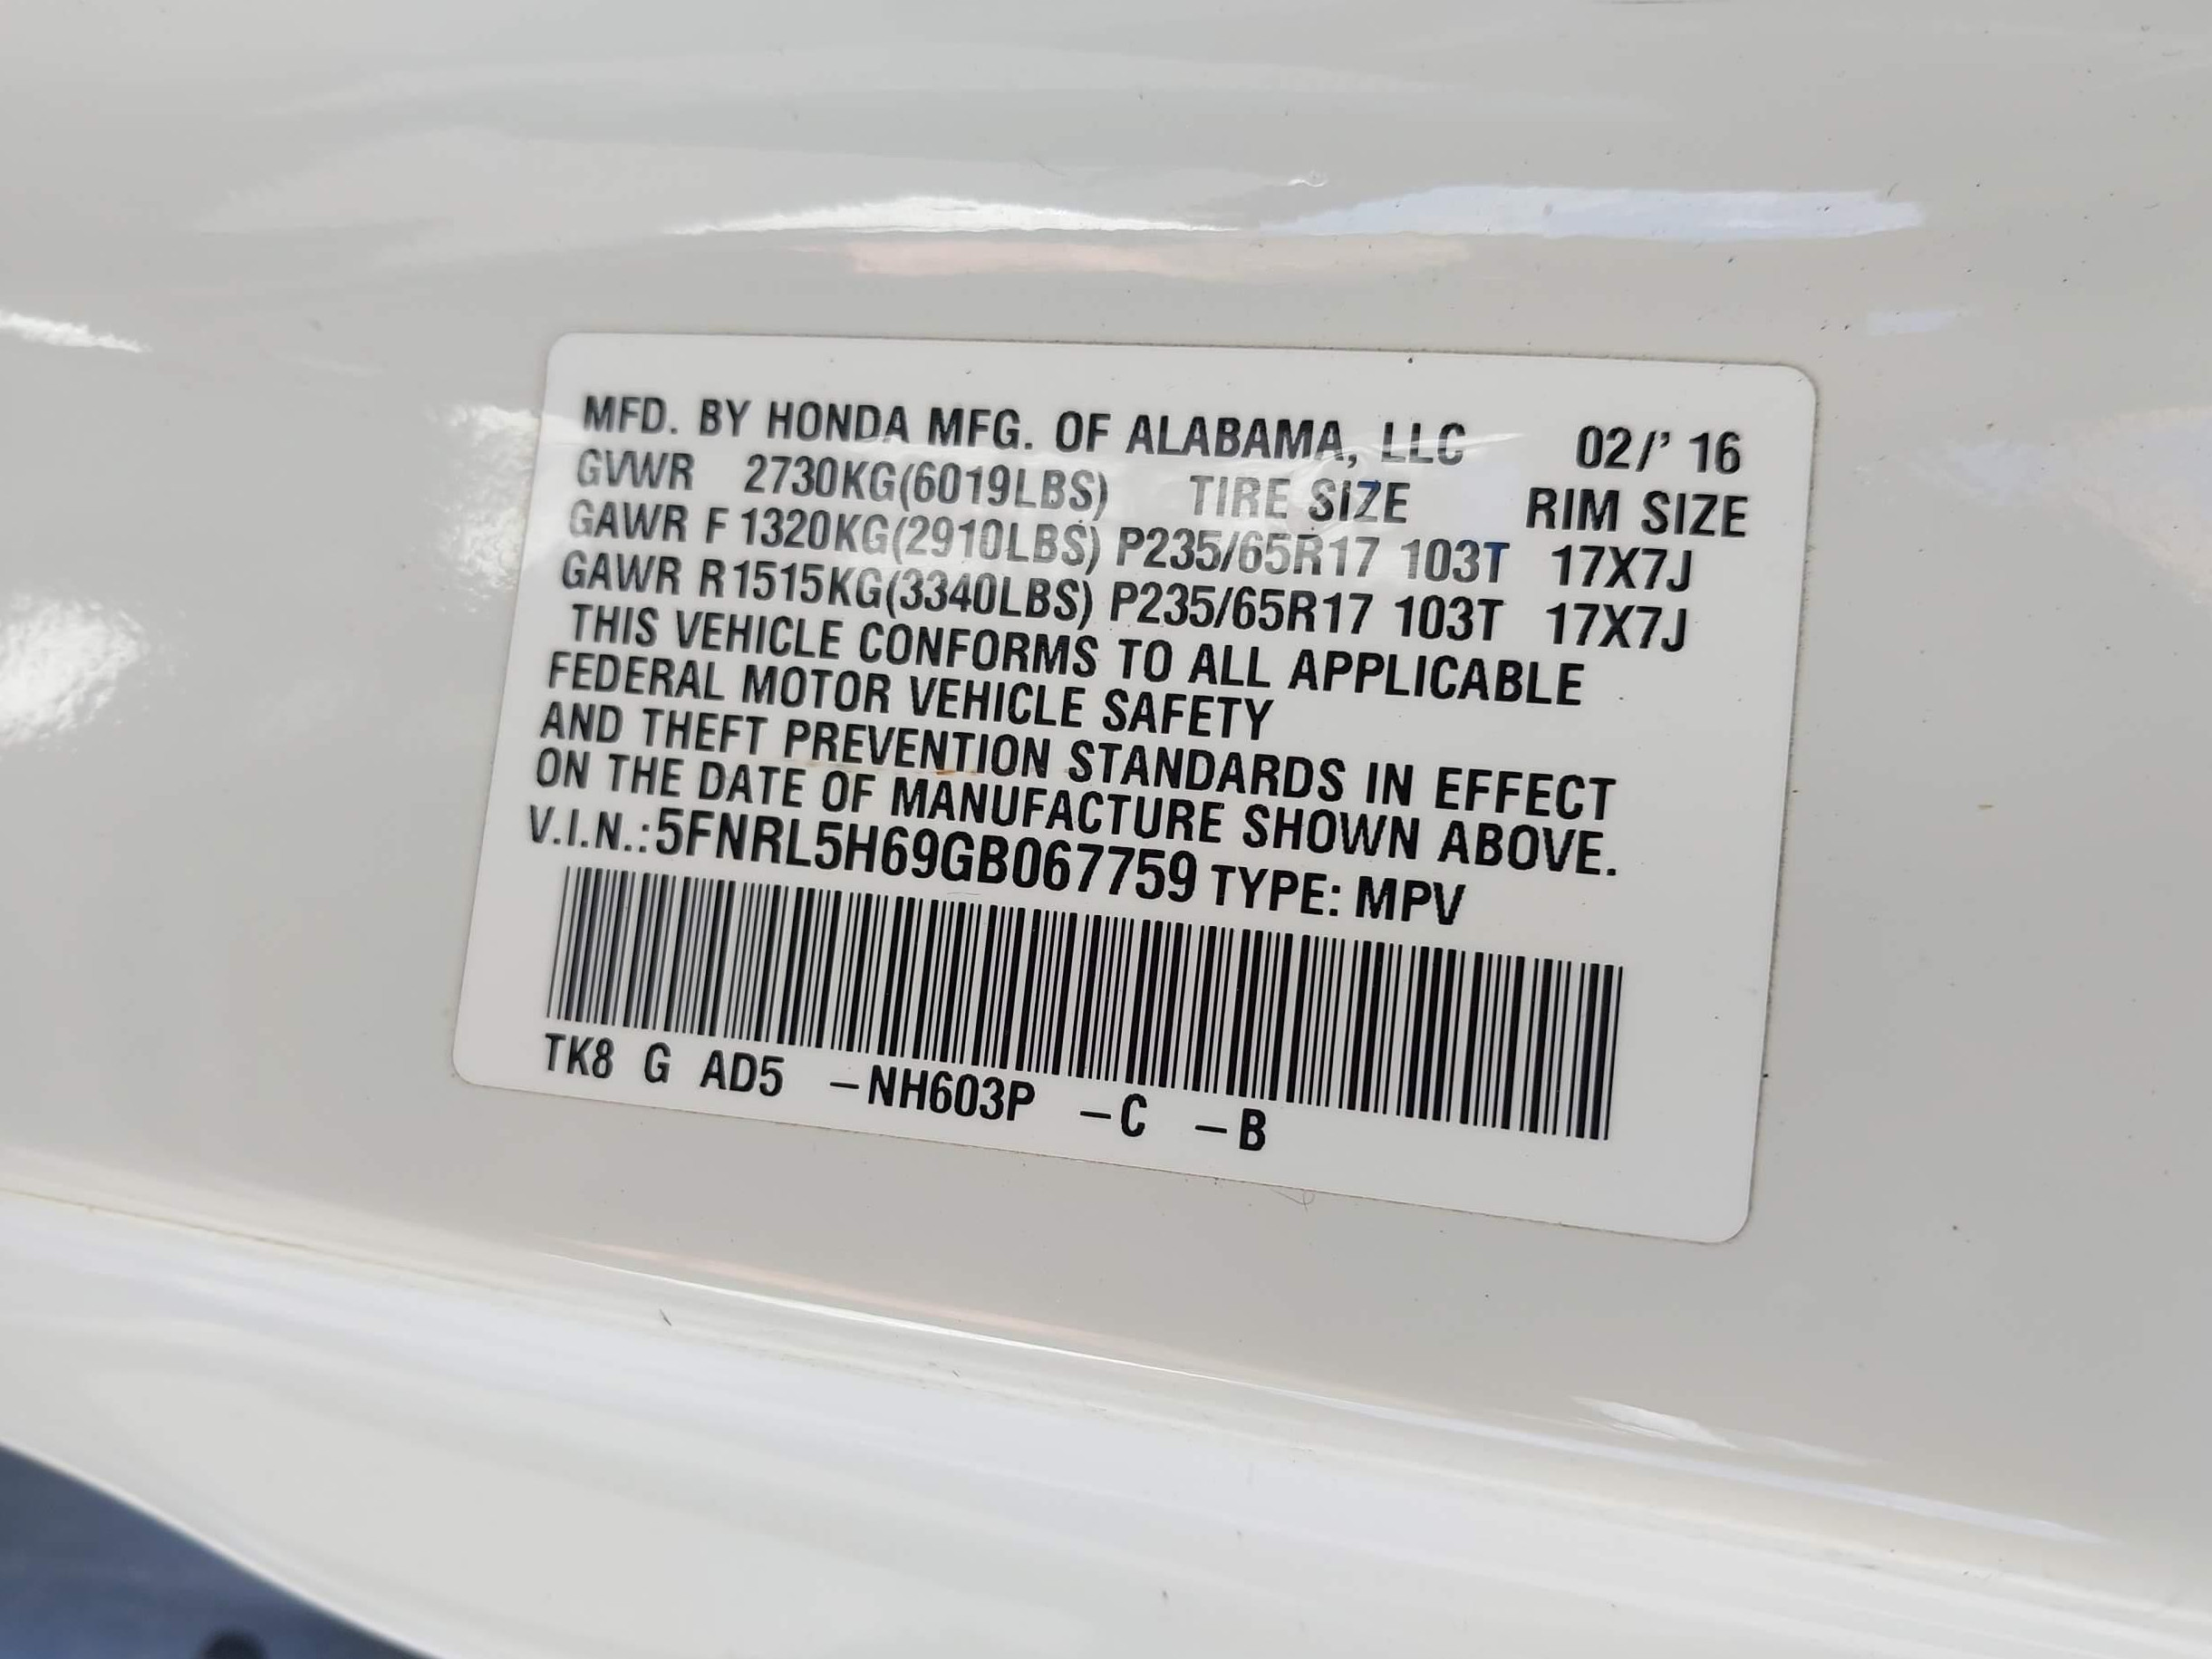 MFD. BY HONDA MFG. OF ALABAMA, LLC 02/' 16
GVWR 2730KG(6019LBS) TIRE SIZE RIM SIZE
GAWR F 1320KG(2910LBS) P235/65R17 103T 17X7J
GAWR R 1515KG(3340LBS) P235/65R17 103T 17X7J
THIS VEHICLE CONFORMS TO ALL APPLICABLE
FEDERAL MOTOR VEHICLE SAFETY
AND THEFT PREVENTION STANDARDS IN EFFECT
ON THE DATE OF MANUFACTURE SHOWN ABOVE.
V.I.N.:5FNRL5H69GB067759 TYPE: MPV
TK8 G AD5 –NH603P –C –B